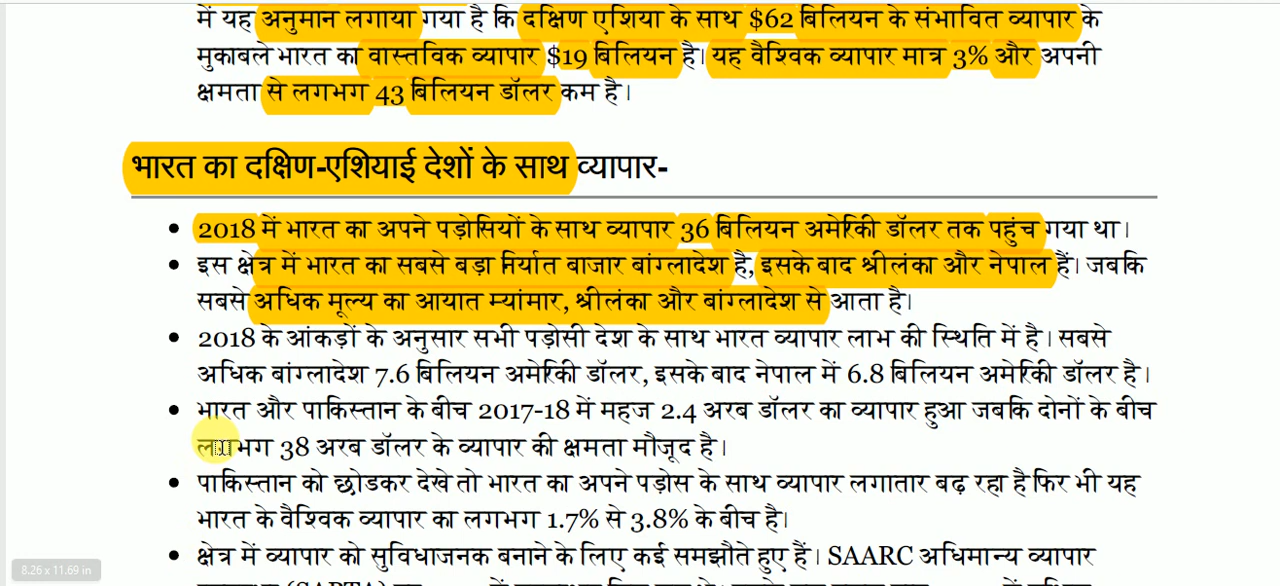 में यह अनुमान लगाया गया है कि दक्षिण एशिया के साथ $62 बिलियन के संभावित व्यापार के
मुकाबले भारत का वास्तविक व्यापार $19 बिलियन है। यह वैश्विक व्यापार मात्र 3% और अपनी
क्षमता से लगभग 43 बिलियन डॉलर कम है।
भारत का दक्षिण-एशियाई देशों के साथ व्यापार-
• 2018 में भारत का अपने पड़ोसियों के साथ व्यापार 36 बिलियन अमेरिकी डॉलर तक पहुंच गया था।
• इस क्षेत्र में भारत का सबसे बड़ा निर्यात बाजार बांग्लादेश है, इसके बाद श्रीलंका और नेपाल हैं। जबकि
सबसे अधिक मूल्य का आयात म्यांमार, श्रीलंका और बांग्लादेश से आता है।
• 2018 के आंकड़ों के अनुसार सभी पड़ोसी देश के साथ भारत व्यापार लाभ की स्थिति में है। सबसे
अधिक बांग्लादेश 7.6 बिलियन अमेरिकी डॉलर, इसके बाद नेपाल में 6.8 बिलियन अमेरिकी डॉलर है।
• भारत और पाकिस्तान के बीच 2017-18 में महज 2.4 अरब डॉलर का व्यापार हुआ जबकि दोनों के बीच
लगभग 38 अरब डॉलर के व्यापार की क्षमता मौजूद है।
• पाकिस्तान को छोडकर देखे तो भारत का अपने पड़ोस के साथ व्यापार लगातार बढ़ रहा है फिर भी यह
भारत के वैश्विक व्यापार का लगभग 1.7% से 3.8% के बीच है।
• क्षेत्र में व्यापार को सुविधाजनक बनाने के लिए कई समझौते हुए हैं। SAARC अधिमान्य व्यापार
8.26 x 11.69 in